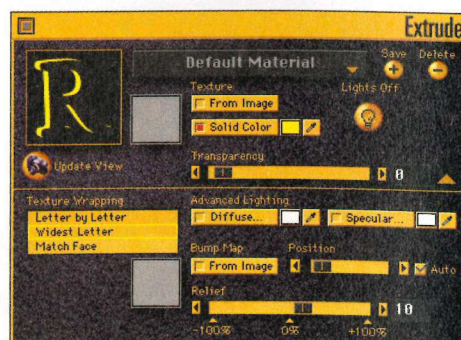 Extrude
R
Default Material
Save
Delete
Texture
Lights Off
From Image
Solid Color
Update View
Transparency
0
Texture Wrapping
Letter by Letter
Widest Letter
Match Face
Advanced Lighting
Diffuse...
Specular...
Bump Map
Position
From Image
Auto
Relief
10
-100%
0%
+100%